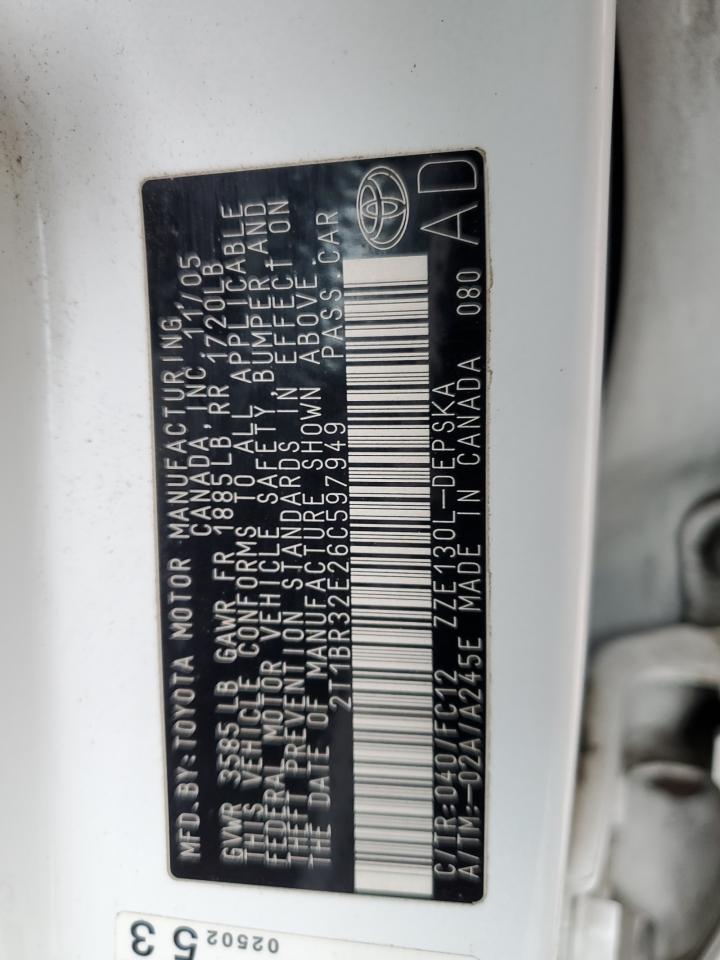 MFD.BY:TOYOTA MOTOR MANUFACTURING,
CANADA, INC. 11/05
GVWR 3585LB GAWR FR 1885LB, RR 1720LB
THIS VEHICLE CONFORMS TO ALL APPLICABLE
FEDERAL MOTOR VEHICLE SAFETY, BUMPER AND
THEFT PREVENTION STANDARDS IN EFFECT ON
THE DATE OF MANUFACTURE SHOWN ABOVE.
2T1BR32E26C597949 PASS.CAR
C/TR:040/FC12 ZZE130L-DEPSKA
A/TM:-02A/A245E MADE IN CANADA 080
AD
02502
53